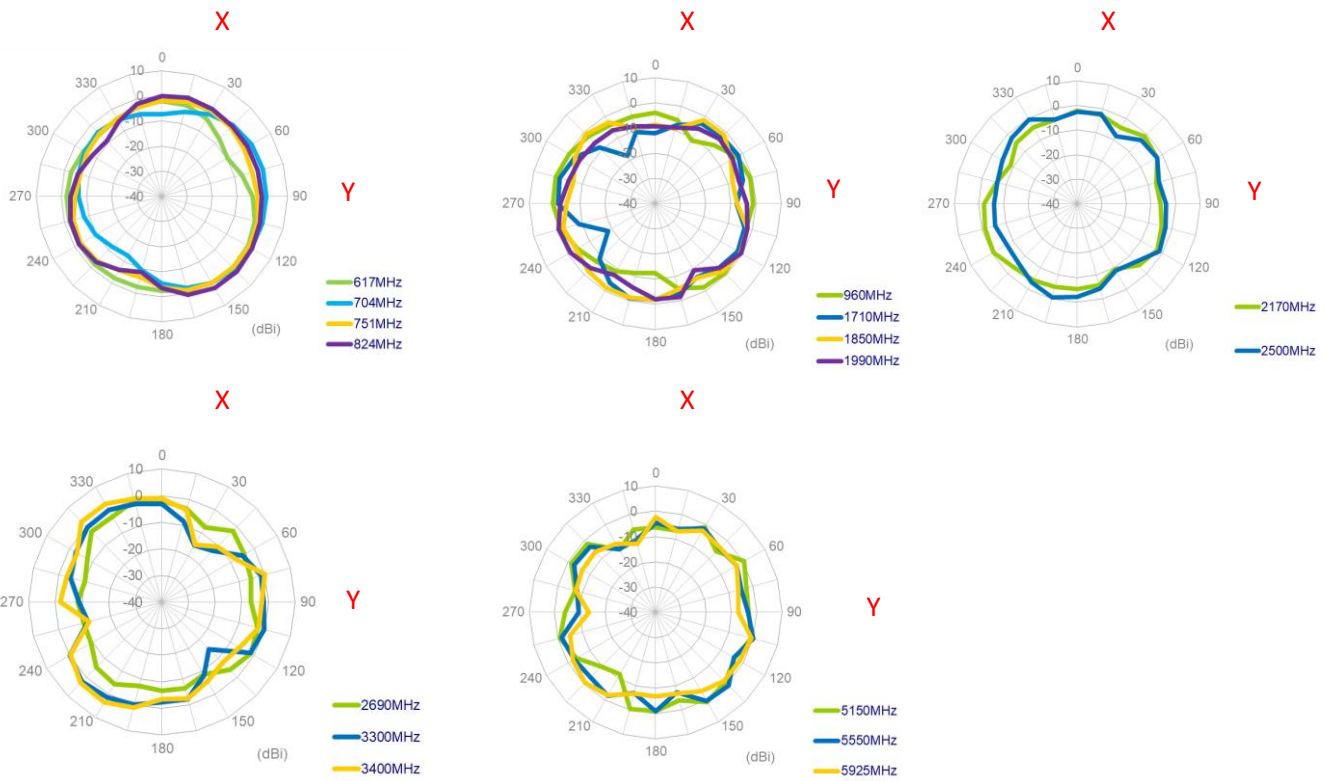 X
X
X
0
30
60
90
120
150
180
210
240
270
300
330
10
0
-10
-20
-30
-40
(dBi)
Y
617MHz
704MHz
751MHz
824MHz
0
30
60
90
120
150
180
210
240
270
300
330
10
0
-10
-20
-30
-40
(dBi)
Y
960MHz
1710MHz
1850MHz
1990MHz
0
30
60
90
120
150
180
210
240
270
300
330
10
0
-10
-20
-30
-40
(dBi)
Y
2170MHz
2500MHz
X
X
0
30
60
90
120
150
180
210
240
270
300
330
10
0
-10
-20
-30
-40
(dBi)
Y
2690MHz
3300MHz
3400MHz
0
30
60
90
120
150
180
210
240
270
300
330
10
0
-10
-20
-30
-40
(dBi)
Y
5150MHz
5550MHz
5925MHz